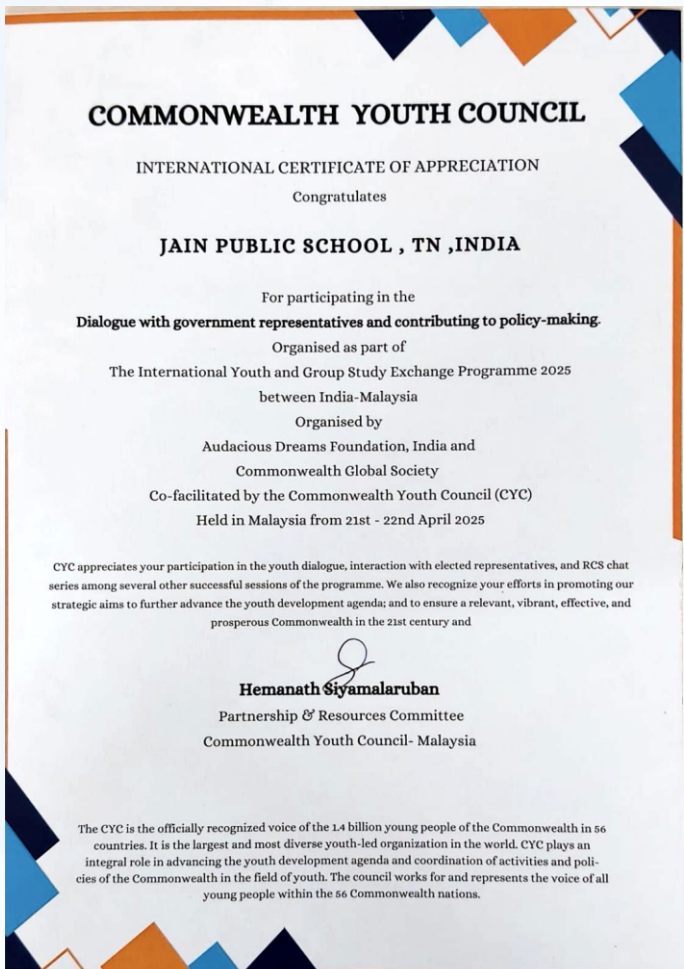 COMMONWEALTH YOUTH COUNCIL
INTERNATIONAL CERTIFICATE OF APPRECIATION
Congratulates
JAIN PUBLIC SCHOOL , TN ,INDIA
For participating in the
Dialogue with government representatives and contributing to policy-making.
Organised as part of
The International Youth and Group Study Exchange Programme 2025
between India-Malaysia
Organised by
Audacious Dreams Foundation, India and
Commonwealth Global Society
Co-facilitated by the Commonwealth Youth Council (CYC)
Held in Malaysia from 21st - 22nd April 2025
CYC appreciates your participation in the youth dialogue, interaction with elected representatives, and RCS chat
series among several other successful sessions of the programme. We also recognize your efforts in promoting our
strategic aims to further advance the youth development agenda; and to ensure a relevant, vibrant, effective, and
prosperous Commonwealth in the 21st century and
Hemanath Siyamalaruban
Partnership & Resources Committee
Commonwealth Youth Council- Malaysia
The CYC is the officially recognized voice of the 1.4 billion young people of the Commonwealth in 56
countries. It is the largest and most diverse youth-led organization in the world. CYC plays an
integral role in advancing the youth development agenda and coordination of activities and poli-
cies of the Commonwealth in the field of youth. The council works for and represents the voice of all
young people within the 56 Commonwealth nations.